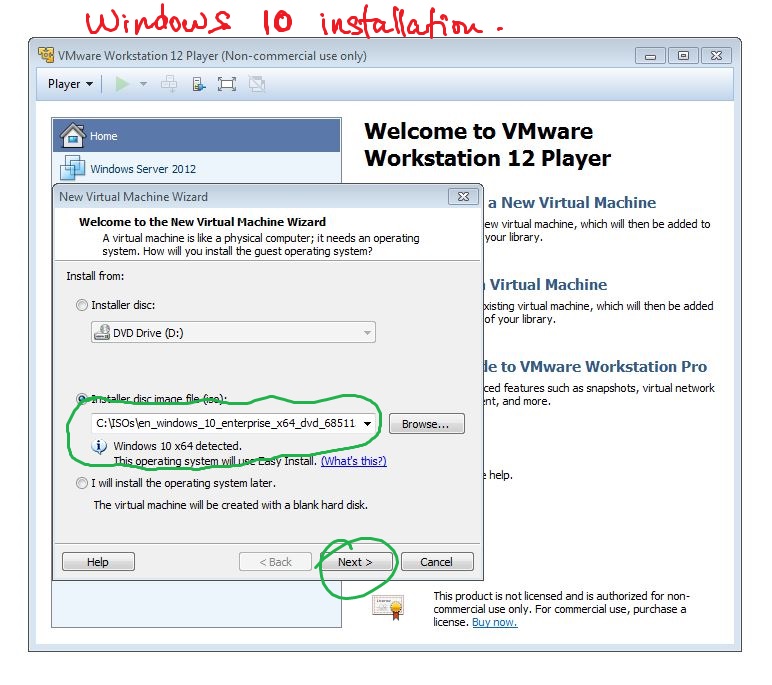 Windows 10 installation.
VMware Workstation 12 Player (Non-commercial use only)
Player
Home
Windows Server 2012
Welcome to VMware
Workstation 12 Player
New Virtual Machine Wizard
Welcome to the New Virtual Machine Wizard
A virtual machine is like a physical computer; it needs an operating
system. How will you install the guest operating system?
Install from:
Installer disc:
DVD Drive (D:)
Installer disc image file (iso):
C:\ISOs\en_windows_10_enterprise_x64_dvd_68511
Browse...
Windows 10 x64 detected.
This operating system will use Easy Install. (What's this?)
I will install the operating system later.
The virtual machine will be created with a blank hard disk.
Help
< Back
Next >
Cancel
a New Virtual Machine
ew virtual machine, which will then be added to
your library.
Virtual Machine
xisting virtual machine, which will then be added
of your library.
de to VMware Workstation Pro
ced features such as snapshots, virtual network
ent, and more.
help.
This product is not licensed and is authorized for non-
commercial use only. For commercial use, purchase a
license. Buy now.